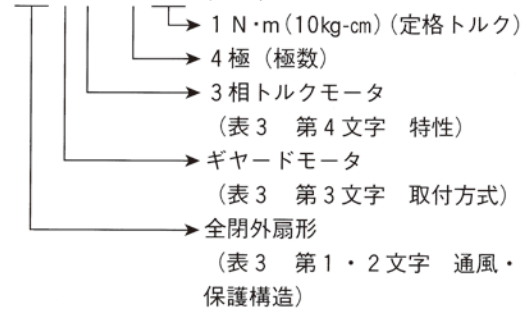 1 N·m(10kg-cm)(定格トルク)
4極(極数)
3相トルクモータ
(表3 第4文字 特性)
ギヤードモータ
(表3 第3文字 取付方式)
全閉外扇形
(表3 第1・2文字 通風・
保護構造)